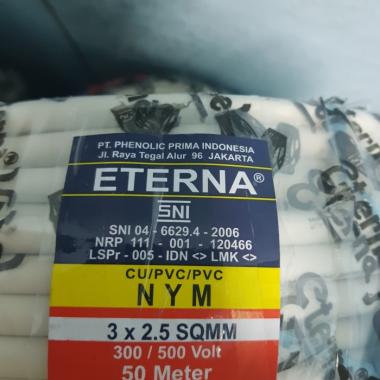 PT. PHENOLIC PRIMA INDONESIA
Jl. Raya Tegal Alur 96 JAKARTA
ETERNA®
SNI
SNI 04 - 6629.4 - 2006
NRP 111 - 001 - 120466
LSPr - 005 - IDN <> LMK <>
CU/PVC/PVC
NYM
3 x 2.5 SQMM
300 / 500 Volt
50 Meter
Eterna